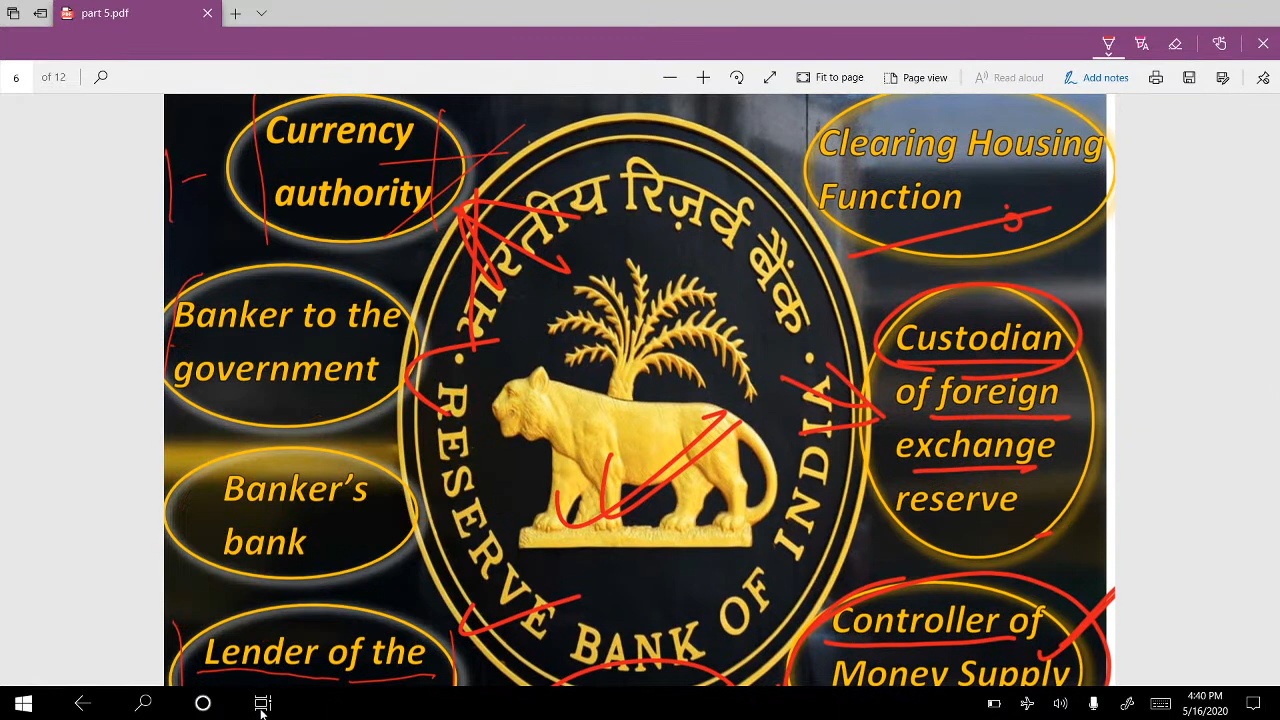 part 5.pdf
6 of 12
Fit to page
Page view
Read aloud
Add notes
Currency
authority
Banker to the
government
Banker's
bank
Lender of the
भारतीय रिज़र्व बैंक
RESERVE BANK OF INDIA
Clearing Housing
Function
Custodian
of foreign
exchange
reserve
Controller of
Money Supply
4:40 PM
5/16/2020